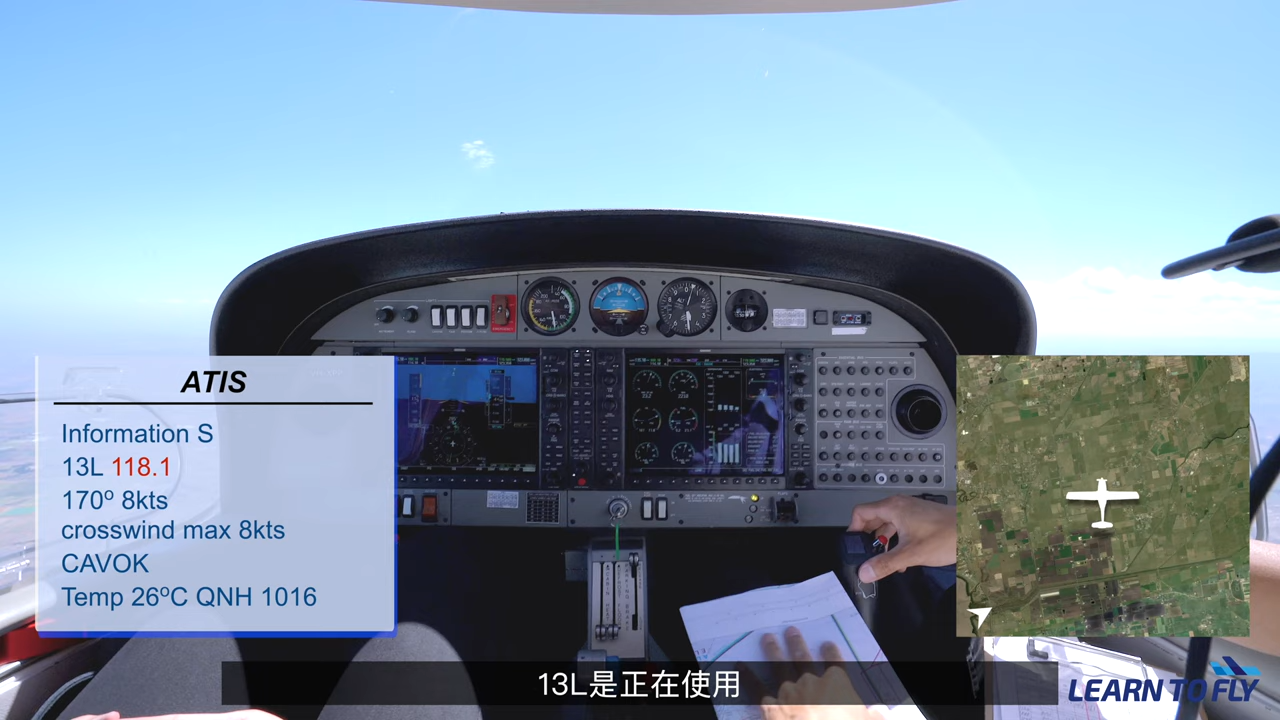 ATIS
Information S
13L 118.1
170º 8kts
crosswind max 8kts
CAVOK
Temp 26ºC QNH 1016
13L是正在使用
LEARN TO FLY